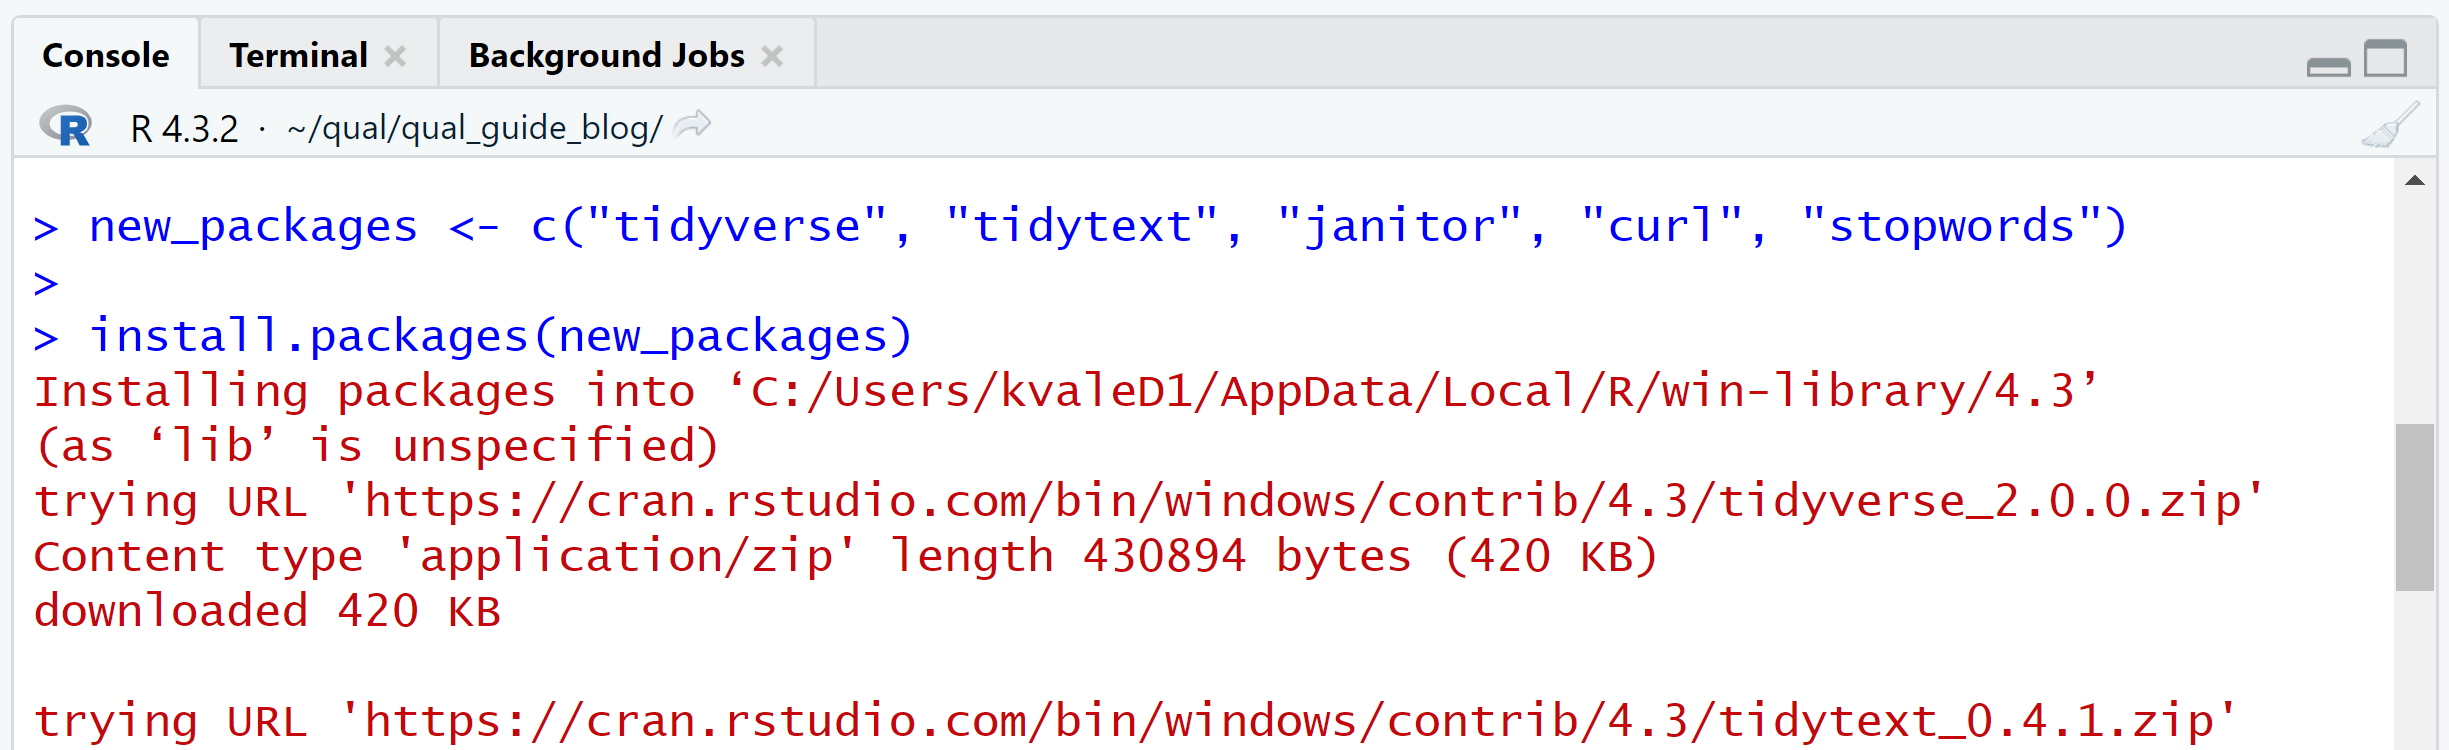 Console Terminal Background Jobs
R R 4.3.2 · ~/qual/qual_guide_blog/
> new_packages <- c("tidyverse", "tidytext", "janitor", "curl", "stopwords")
>
> install.packages(new_packages)
Installing packages into ‘C:/Users/kvaleD1/AppData/Local/R/win-library/4.3’
(as ‘lib’ is unspecified)
trying URL 'https://cran.rstudio.com/bin/windows/contrib/4.3/tidyverse_2.0.0.zip'
Content type 'application/zip' length 430894 bytes (420 KB)
downloaded 420 KB
trying URL 'https://cran.rstudio.com/bin/windows/contrib/4.3/tidytext_0.4.1.zip'